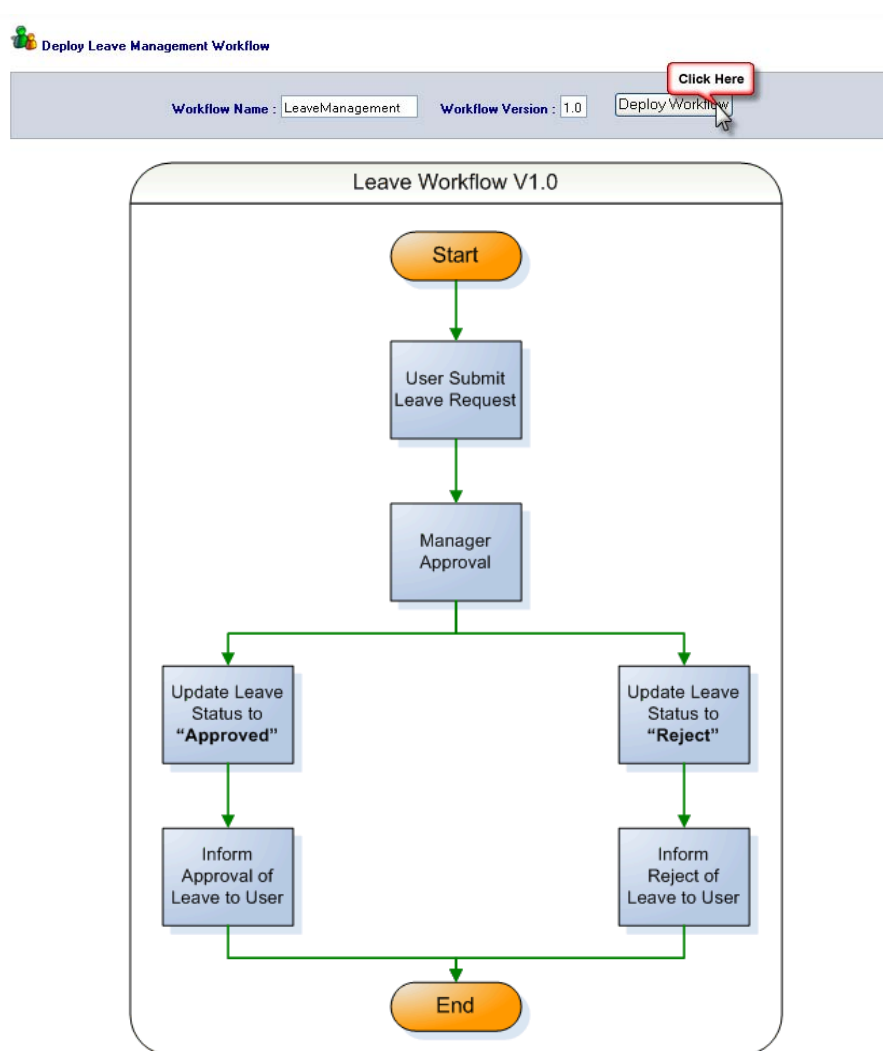 Deploy Leave Management Workflow
Click Here
Workflow Name : LeaveManagement Workflow Version : 1.0 Deploy Workflow
Leave Workflow V1.0
Start
User Submit
Leave Request
Manager
Approval
Update Leave
Status to
“Approved”
Update Leave
Status to
“Reject”
Inform
Approval of
Leave to User
Inform
Reject of
Leave to User
End